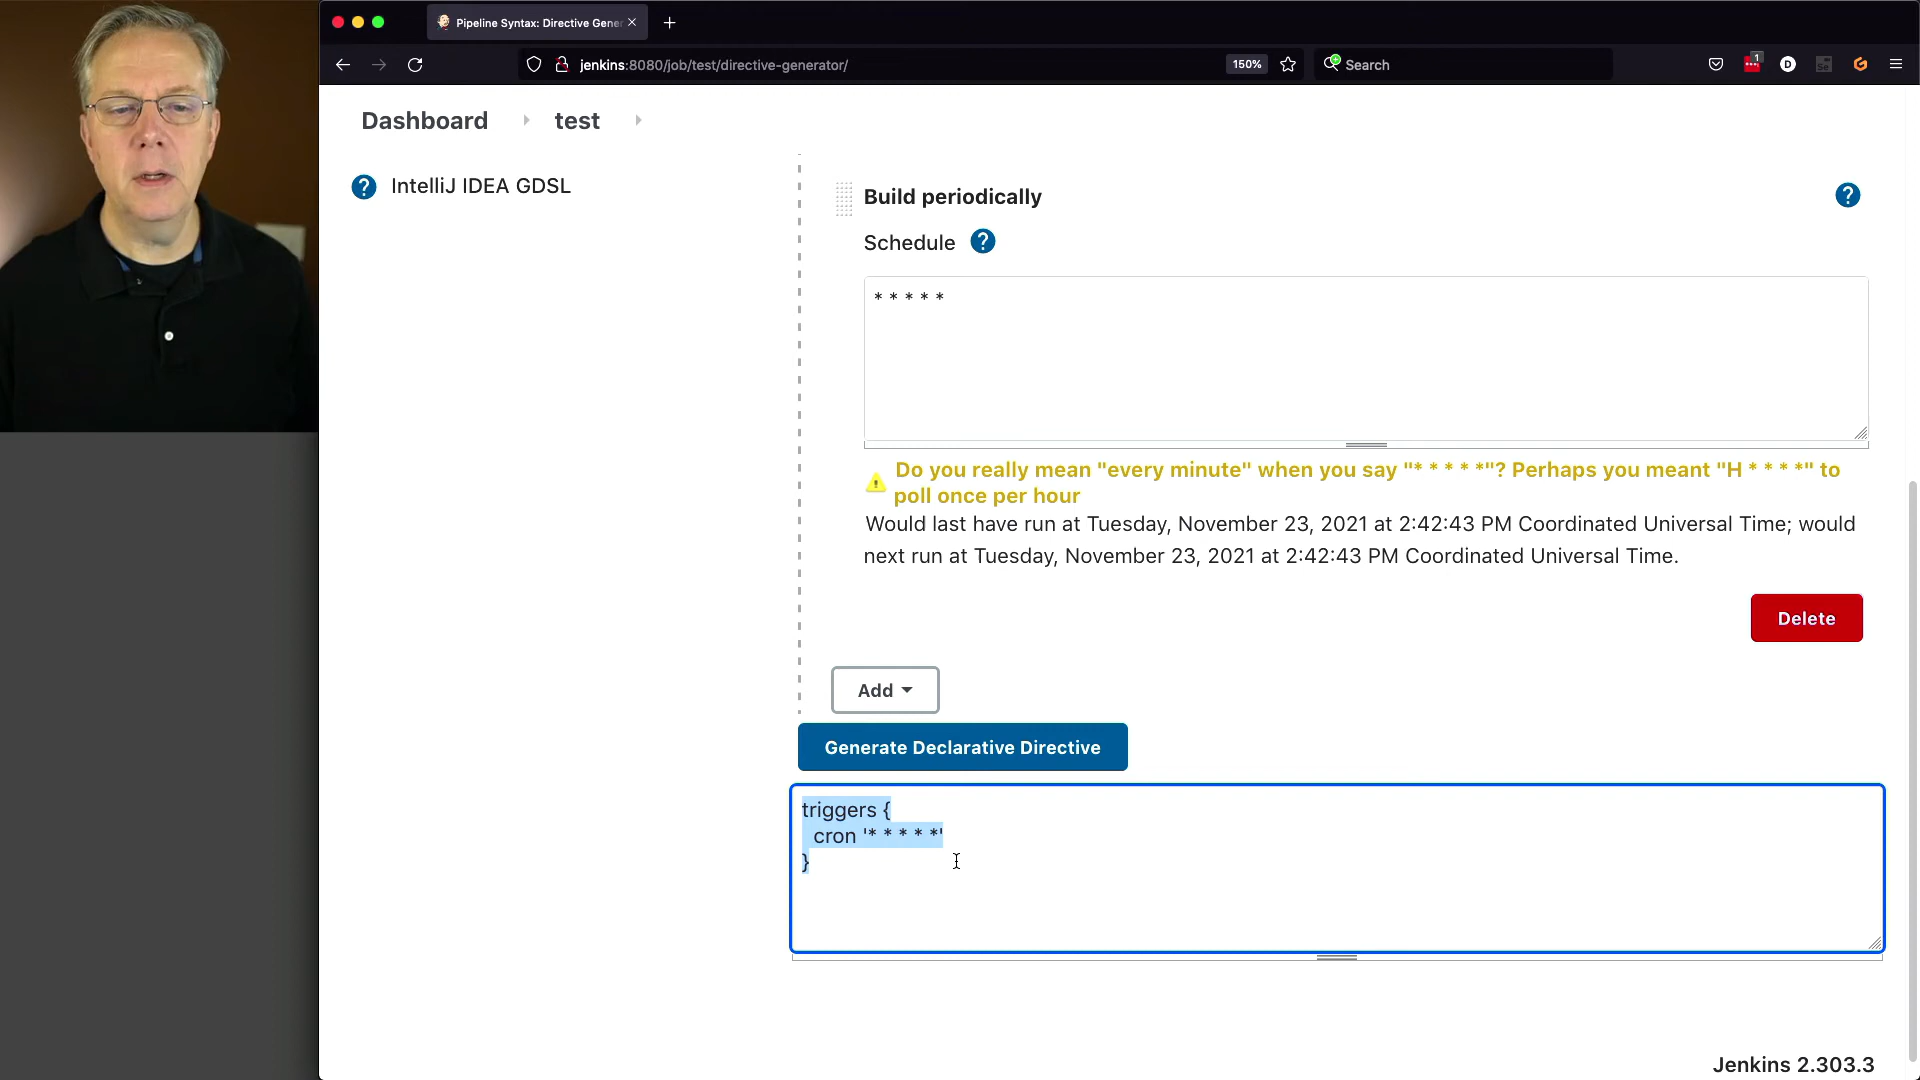 Pipeline Syntax: Directive Gener
jenkins:8080/job/test/directive-generator/
150%
Search
1
D
Se
Dashboard
test
IntelliJ IDEA GDSL
Build periodically
Schedule
* * * * *
Do you really mean "every minute" when you say "* * * * *"? Perhaps you meant "H * * * *" to
poll once per hour
Would last have run at Tuesday, November 23, 2021 at 2:42:43 PM Coordinated Universal Time; would
next run at Tuesday, November 23, 2021 at 2:42:43 PM Coordinated Universal Time.
Delete
Add
Generate Declarative Directive
triggers {
cron '* * * * *'
}
Jenkins 2.303.3